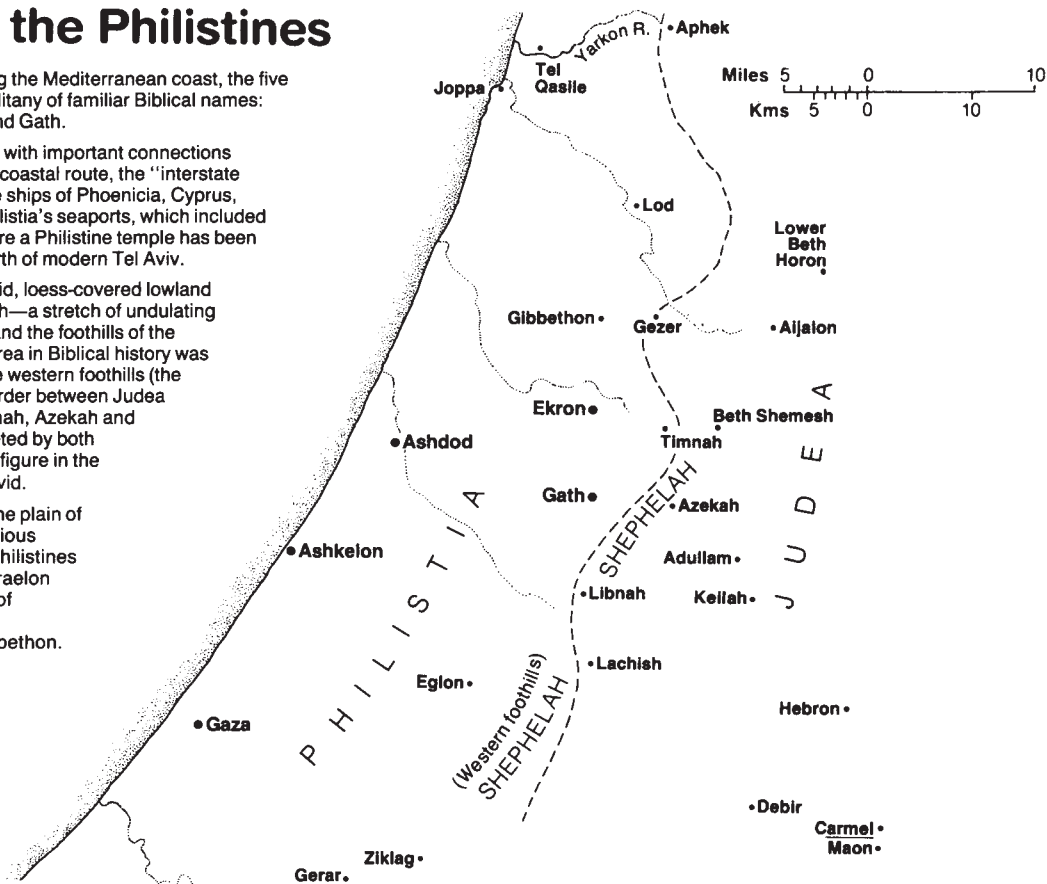 the Philistines
g the Mediterranean coast, the five
litany of familiar Biblical names:
nd Gath.
with important connections
coastal route, the "interstate
e ships of Phoenicia, Cyprus,
listia's seaports, which included
re a Philistine temple has been
rth of modern Tel Aviv.
id, loess-covered lowland
h—a stretch of undulating
and the foothills of the
rea in Biblical history was
e western foothills (the
rder between Judea
nah, Azekah and
ted by both
figure in the
vid.
he plain of
ious
hilistines
raelon
of
bethon.
Yarkon R.
Aphek
Tel
Qasile
Joppa
Miles 5 0 10
Kms 5 0 10
Lod
Lower
Beth
Horon
Gibbethon
Gezer
Aijalon
Ekron
Beth Shemesh
Timnah
Ashdod
Gath
SHEPHELAH
Azekah
JUDEA
Ashkelon
Adullam
Libnah
Keilah
PHILISTIA
Lachish
Eglon
(Western foothills)
SHEPHELAH
Hebron
Gaza
Debir
Carmel
Maon
Ziklag
Gerar